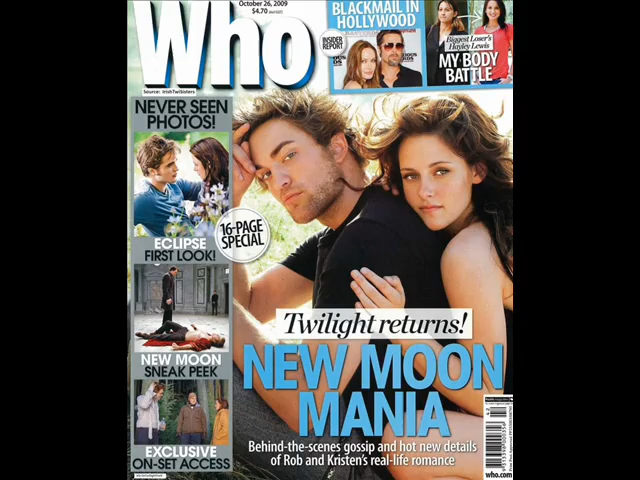 October 26, 2009
$4.70
Who
Source: IrishTwiSisters
INSIDER
REPORT
BLACKMAIL IN
HOLLYWOOD
Biggest Loser's
Hayley Lewis
MY BODY
BATTLE
NEVER SEEN
PHOTOS!
16-PAGE
SPECIAL
ECLIPSE
FIRST LOOK!
NEW MOON
SNEAK PEEK
EXCLUSIVE
ON-SET ACCESS
Twilight returns!
NEW MOON
MANIA
Behind-the-scenes gossip and hot new details
of Rob and Kristen's real-life romance
who.com